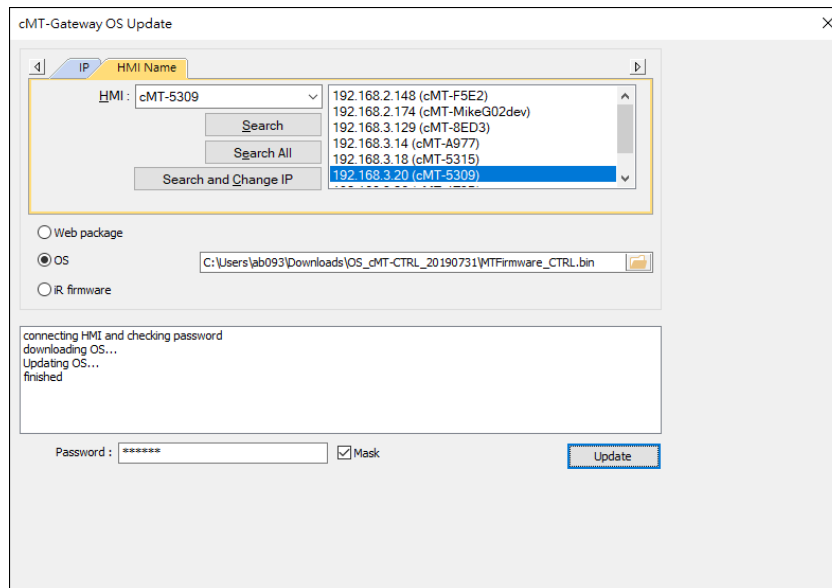 cMT-Gateway OS Update
IP
HMI Name
HMI : cMT-5309
Search
Search All
Search and Change IP
192.168.2.148 (cMT-F5E2)
192.168.2.174 (cMT-MikeG02dev)
192.168.3.129 (cMT-8ED3)
192.168.3.14 (cMT-A977)
192.168.3.18 (cMT-5315)
192.168.3.20 (cMT-5309)
Web package
OS
C:\Users\ab093\Downloads\OS_cMT-CTRL_20190731\MTFirmware_CTRL.bin
iR firmware
connecting HMI and checking password
downloading OS...
Updating OS...
finished
Password : ******
Mask
Update